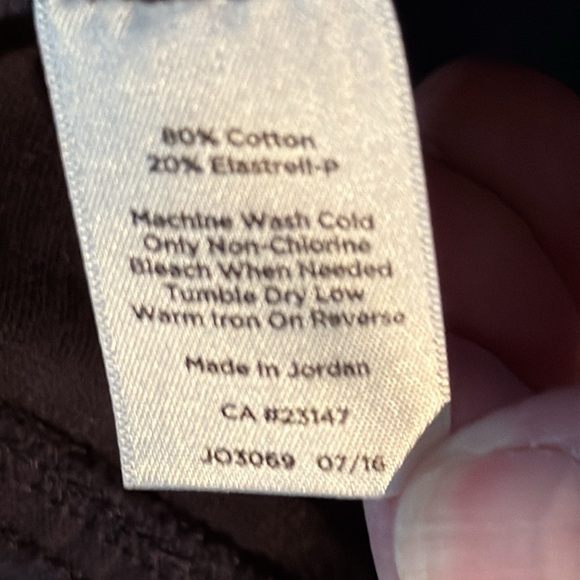 80% Cotton
20% Elastrell-P
Machine Wash Cold
Only Non-Chlorine
Bleach When Needed
Tumble Dry Low
Warm Iron On Reverse
Made In Jordan
CA #23147
JO3069 07/16